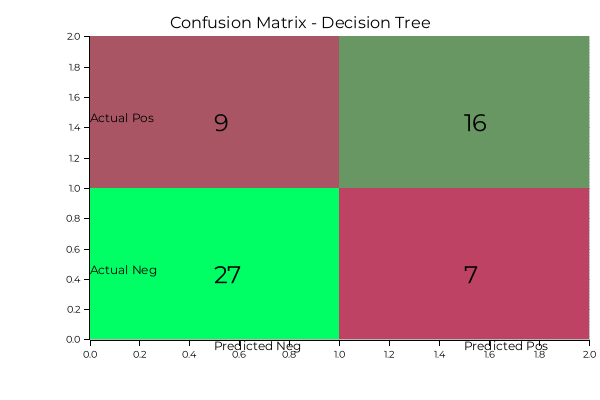 Confusion Matrix - Decision Tree
2.0
1.8
1.6
Actual Pos
9
16
1.4
1.2
1.0
0.8
0.6
Actual Neg
27
7
0.4
0.2
0.0
Predicted Neg
Predicted Pos
0.0 0.2 0.4 0.6 0.8 1.0 1.2 1.4 1.6 1.8 2.0